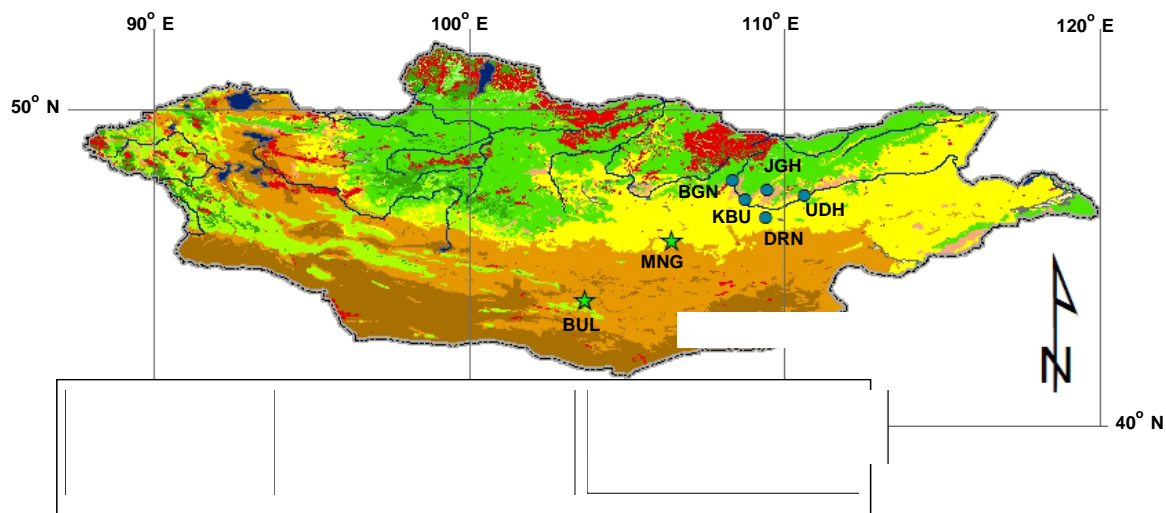 90° E 100° E 110° E 120° E
50° N
JGH
BGN
KBU UDH
DRN
MNG
BUL
N
40° N